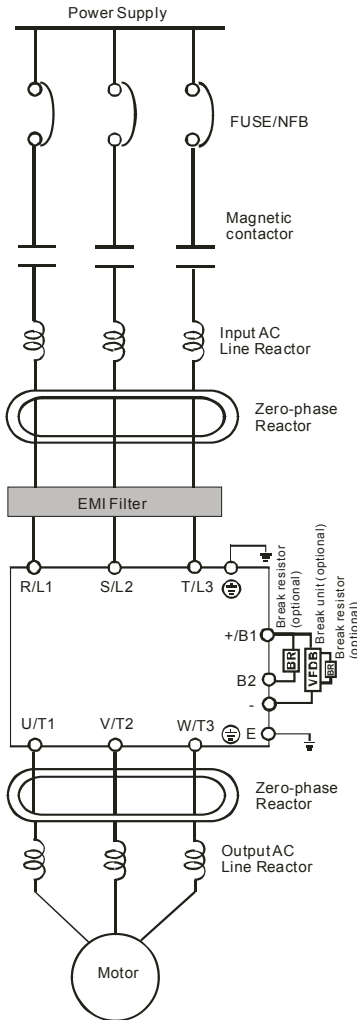 Power Supply
FUSE/NFB
Magnetic
contactor
Input AC
Line Reactor
Zero-phase
Reactor
EMI Filter
R/L1
S/L2
T/L3
Break resistor
(optional)
Break unit (optional)
Break resistor
(optional)
+/B1
BR
VFDB
BR
B2
-
U/T1
V/T2
W/T3
E
Zero-phase
Reactor
Output AC
Line Reactor
Motor